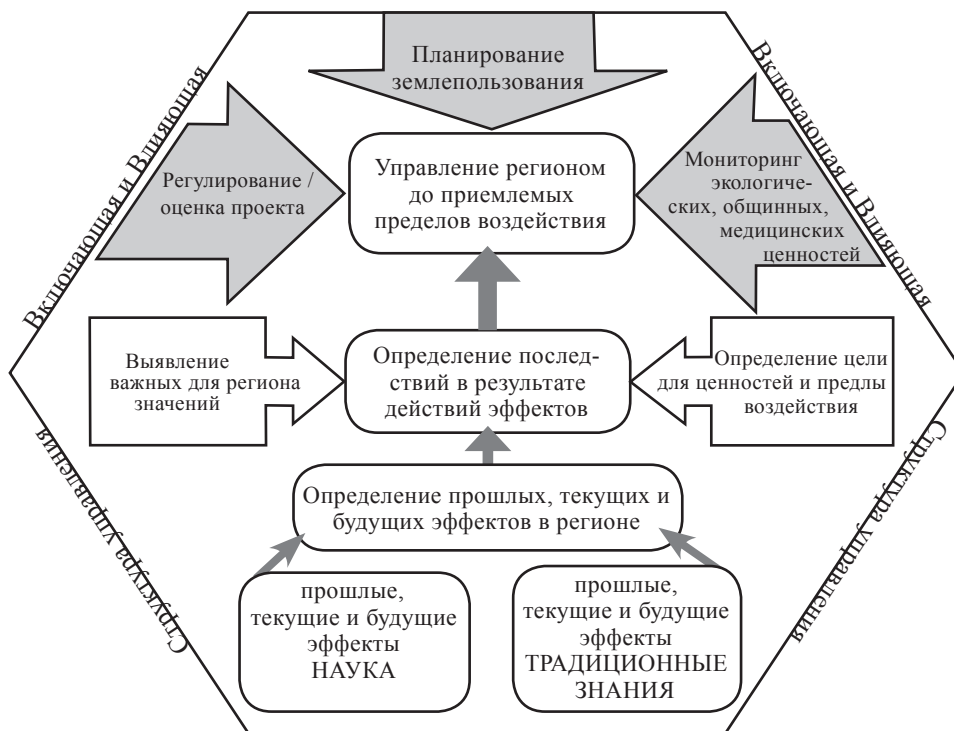 Планирование
землепользования
Включающая и Влияющая
Включающая и Влияющая
Регулирование /
оценка проекта
Управление регионом
до приемлемых
пределов воздействия
Мониторинг
экологиче-
ских, общинных,
медицинских
ценностей
Выявление
важных для региона
значений
Определение послед-
ствий в результате
действий эффектов
Определение цели
для ценностей и предлы
воздействия
Структура управления
Структура управления
Определение прошлых, текущих и
будущих эффектов в регионе
прошлые,
текущие и будущие
эффекты
НАУКА
прошлые,
текущие и будущие
эффекты
ТРАДИЦИОННЫЕ
ЗНАНИЯ